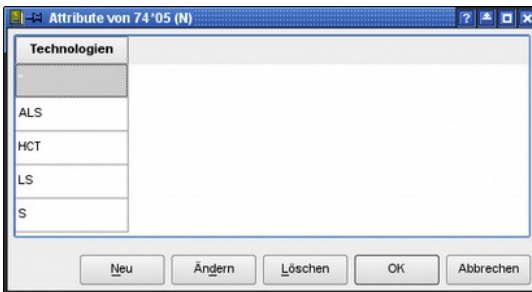 Attribute von 74*05 (N)
Technologien
''
ALS
HCT
LS
S
Neu Ändern Löschen OK Abbrechen